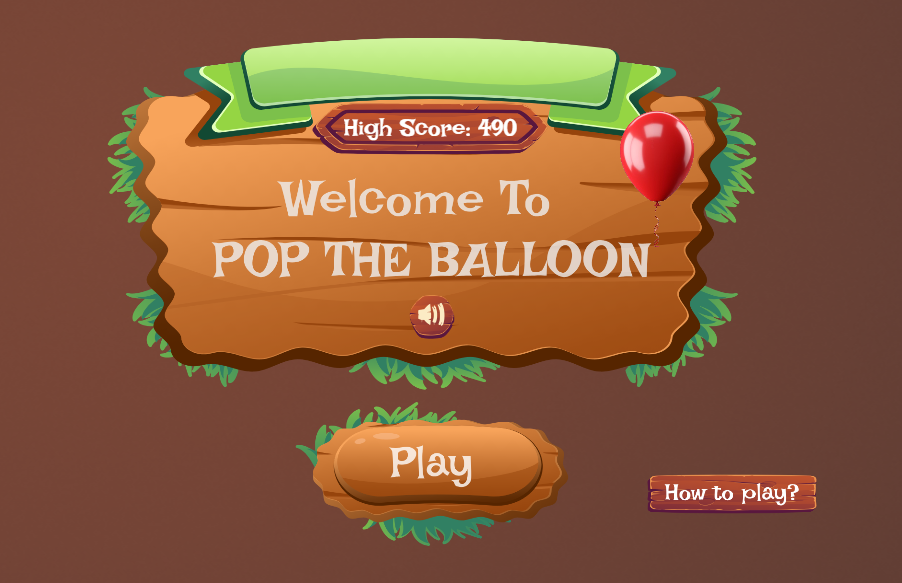 High Score: 490
Welcome To
POP THE BALLOON
Play
How to play?